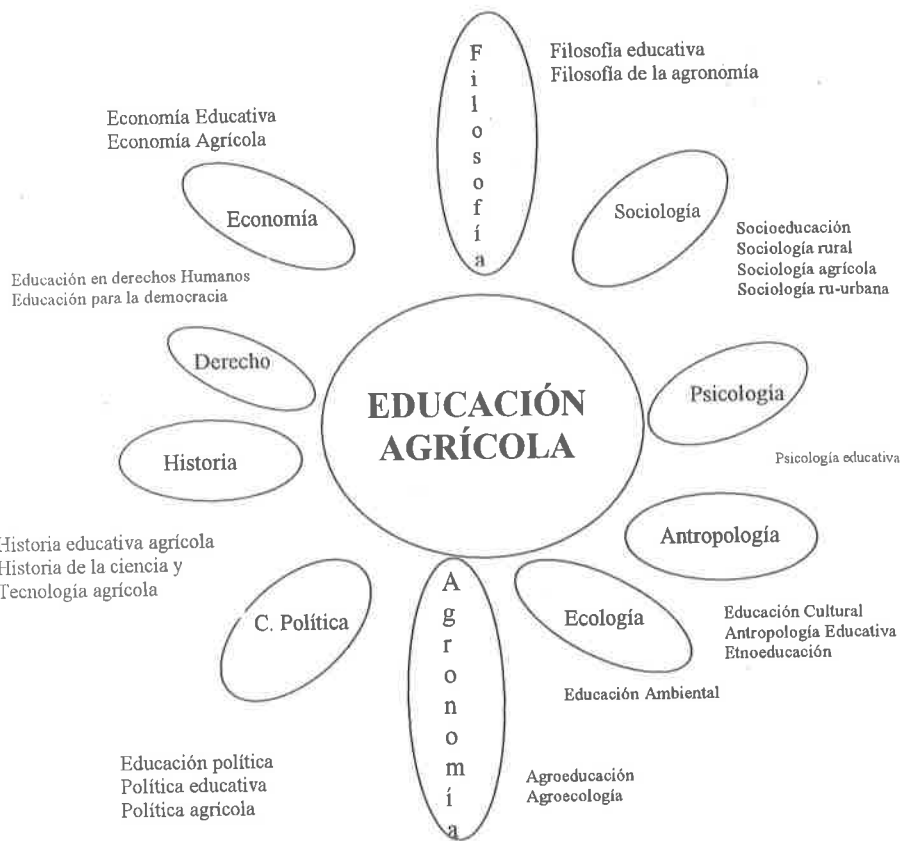 Filosofía
Filosofía educativa
Filosofía de la agronomía
Economía Educativa
Economía Agrícola
Economía
Sociología
Socioeducación
Sociología rural
Sociología agrícola
Sociología ru-urbana
Educación en derechos Humanos
Educación para la democracia
Derecho
EDUCACIÓN
AGRÍCOLA
Psicología
Psicología educativa
Historia
Historia educativa agrícola
Historia de la ciencia y
Tecnología agrícola
Antropología
Educación Cultural
Antropología Educativa
Etnoeducación
Ecología
Educación Ambiental
C. Política
Educación política
Política educativa
Política agricola
Agronomía
Agroeducación
Agroecología